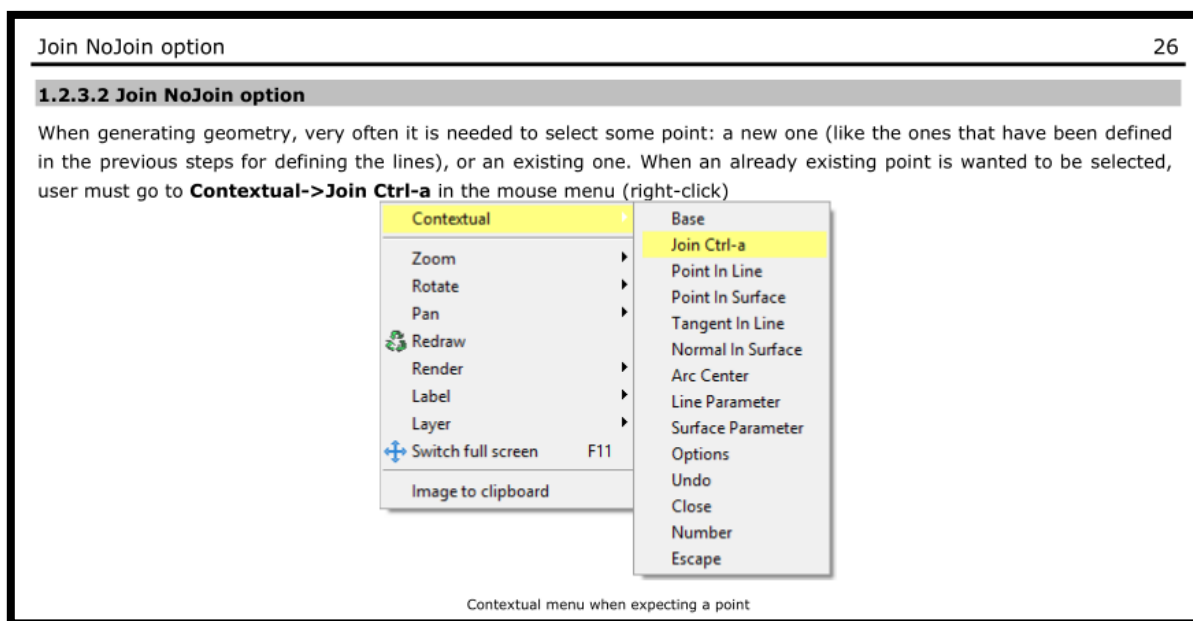 Join NoJoin option 26
1.2.3.2 Join NoJoin option
When generating geometry, very often it is needed to select some point: a new one (like the ones that have been defined
in the previous steps for defining the lines), or an existing one. When an already existing point is wanted to be selected,
user must go to Contextual->Join Ctrl-a in the mouse menu (right-click)
Contextual
Zoom
Rotate
Pan
Redraw
Render
Label
Layer
Switch full screen F11
Image to clipboard
Base
Join Ctrl-a
Point In Line
Point In Surface
Tangent In Line
Normal In Surface
Arc Center
Line Parameter
Surface Parameter
Options
Undo
Close
Number
Escape
Contextual menu when expecting a point